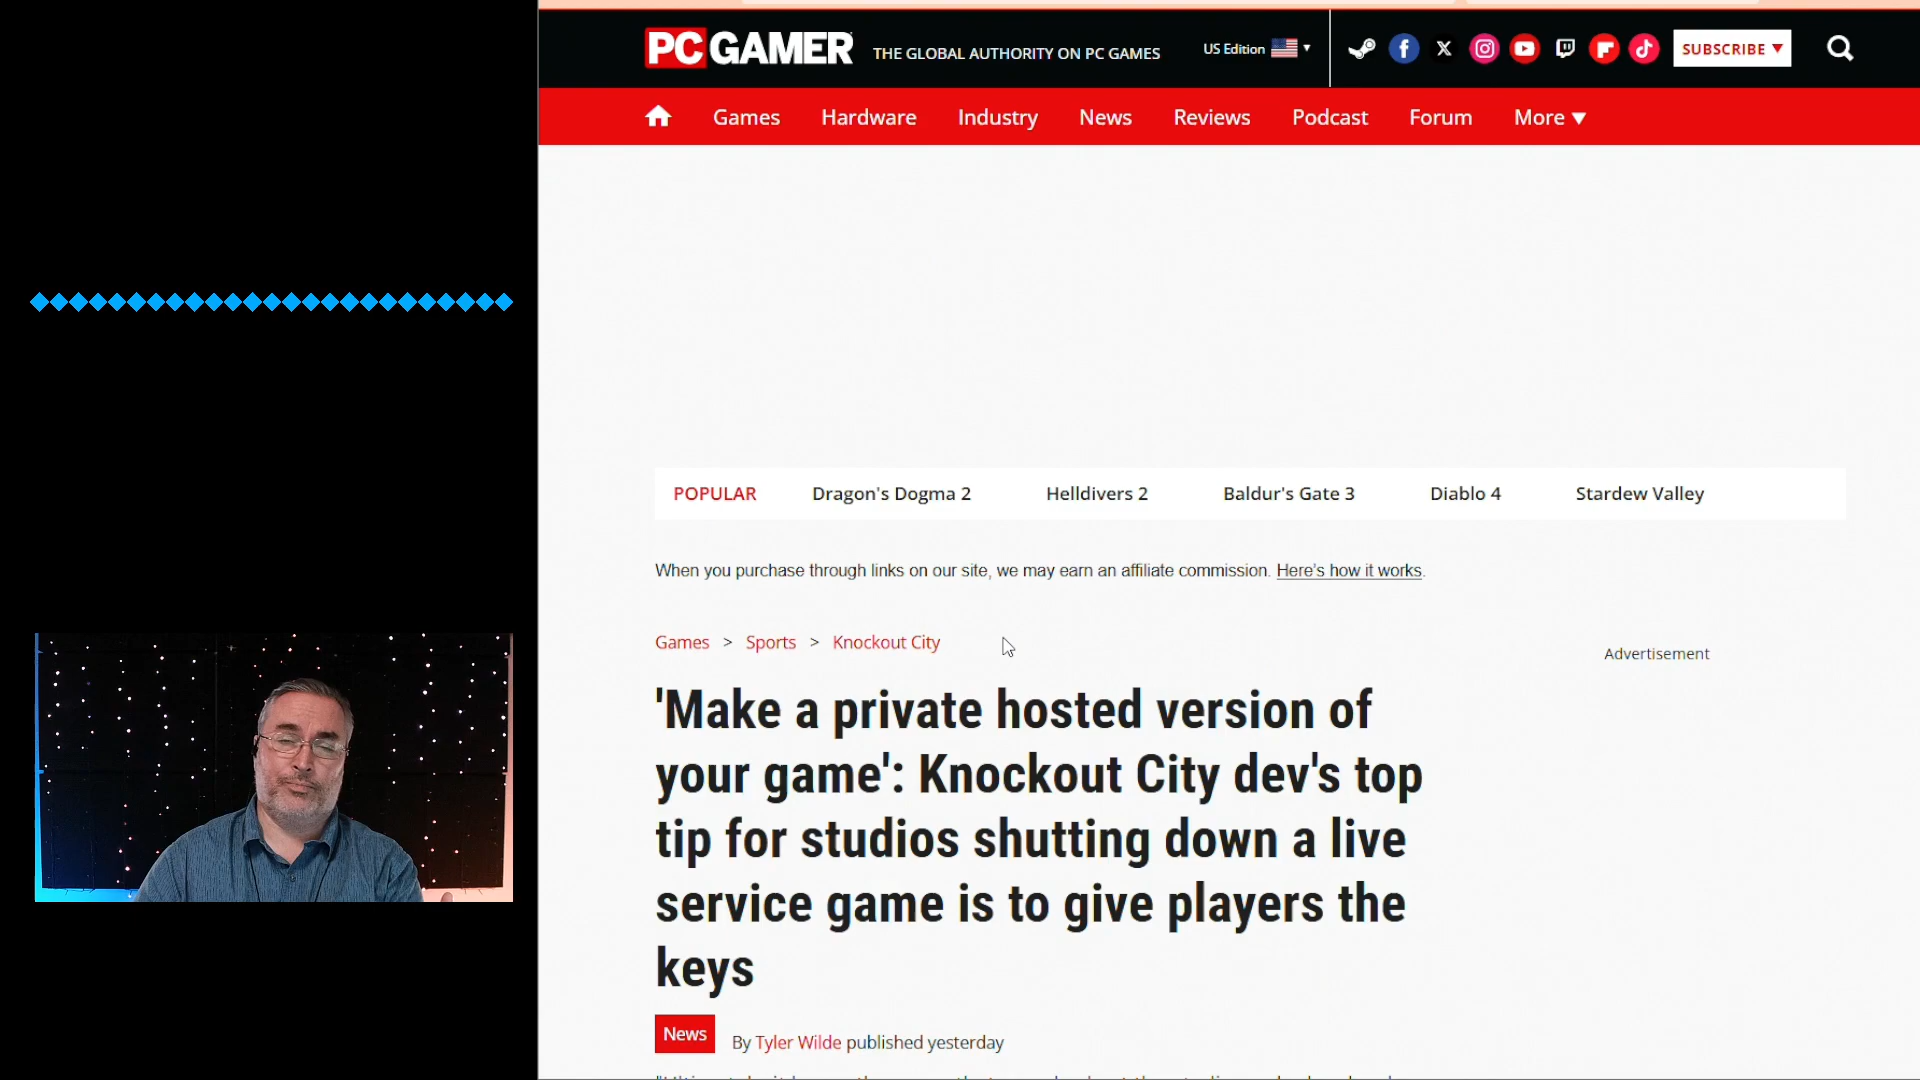 PC GAMER THE GLOBAL AUTHORITY ON PC GAMES US Edition SUBSCRIBE
Games Hardware Industry News Reviews Podcast Forum More
POPULAR Dragon's Dogma 2 Helldivers 2 Baldur's Gate 3 Diablo 4 Stardew Valley
When you purchase through links on our site, we may earn an affiliate commission. Here's how it works.
Games > Sports > Knockout City
Advertisement
'Make a private hosted version of
your game': Knockout City dev's top
tip for studios shutting down a live
service game is to give players the
keys
News By Tyler Wilde published yesterday